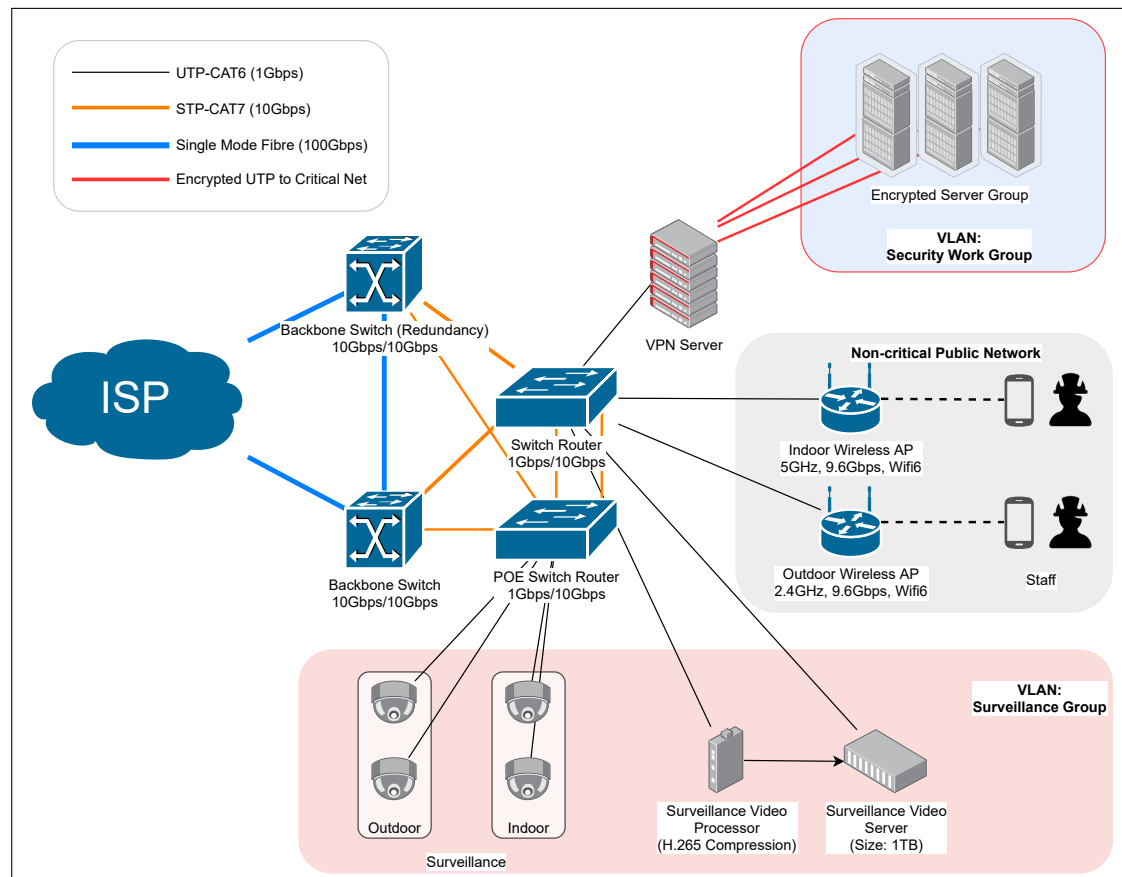 UTP-CAT6 (1Gbps)
STP-CAT7 (10Gbps)
Single Mode Fibre (100Gbps)
Encrypted UTP to Critical Net
Encrypted Server Group
VLAN:
Security Work Group
Backbone Switch (Redundancy)
10Gbps/10Gbps
VPN Server
ISP
Non-critical Public Network
Switch Router
1Gbps/10Gbps
Indoor Wireless AP
5GHz, 9.6Gbps, Wifi6
Backbone Switch
10Gbps/10Gbps
POE Switch Router
1Gbps/10Gbps
Outdoor Wireless AP
2.4GHz, 9.6Gbps, Wifi6
Staff
VLAN:
Surveillance Group
Outdoor
Indoor
Surveillance
Surveillance Video
Processor
(H.265 Compression)
Surveillance Video
Server
(Size: 1TB)